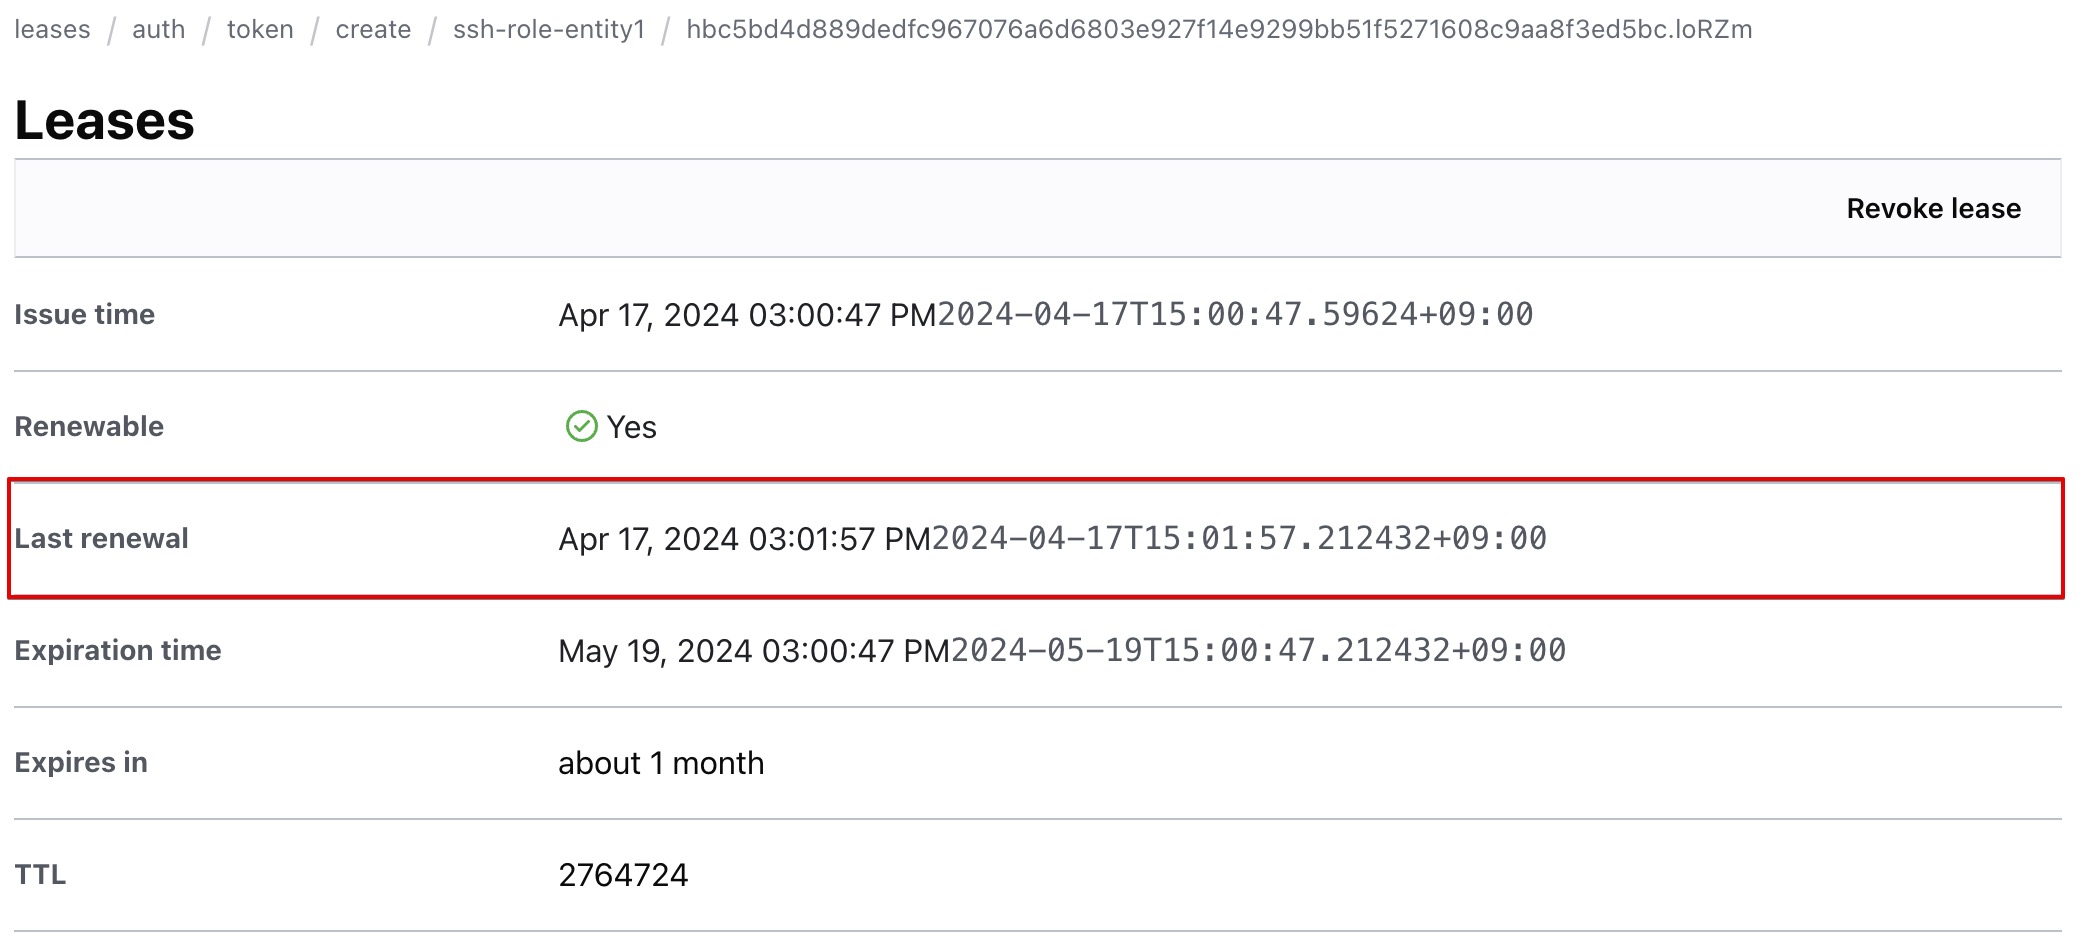 leases / auth / token / create / ssh-role-entity1 / hbc5bd4d889dedfc967076a6d6803e927f14e9299bb51f5271608c9aa8f3ed5bc.loRZm
Leases
Revoke lease
Issue time Apr 17, 2024 03:00:47 PM2024-04-17T15:00:47.59624+09:00
Renewable Yes
Last renewal Apr 17, 2024 03:01:57 PM2024-04-17T15:01:57.212432+09:00
Expiration time May 19, 2024 03:00:47 PM2024-05-19T15:00:47.212432+09:00
Expires in about 1 month
TTL 2764724